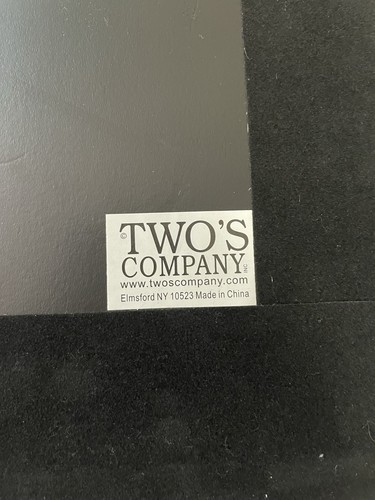 © TWO'S
COMPANY INC
www.twoscompany.com
Elmsford NY 10523 Made in China